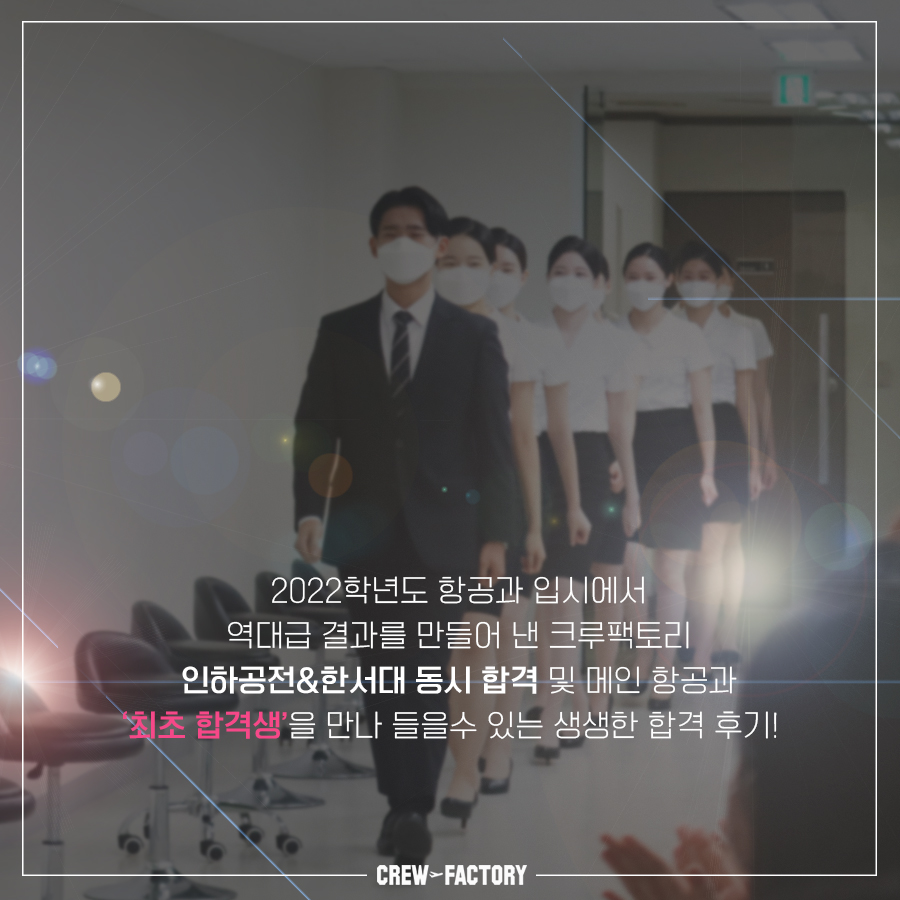 2022학년도 항공과 입시에서
역대급 결과를 만들어 낸 크루팩토리
인하공전&한서대 동시 합격 및 메인 항공과
'최초 합격생'을 만나 들을수 있는 생생한 합격 후기!
CREW FACTORY